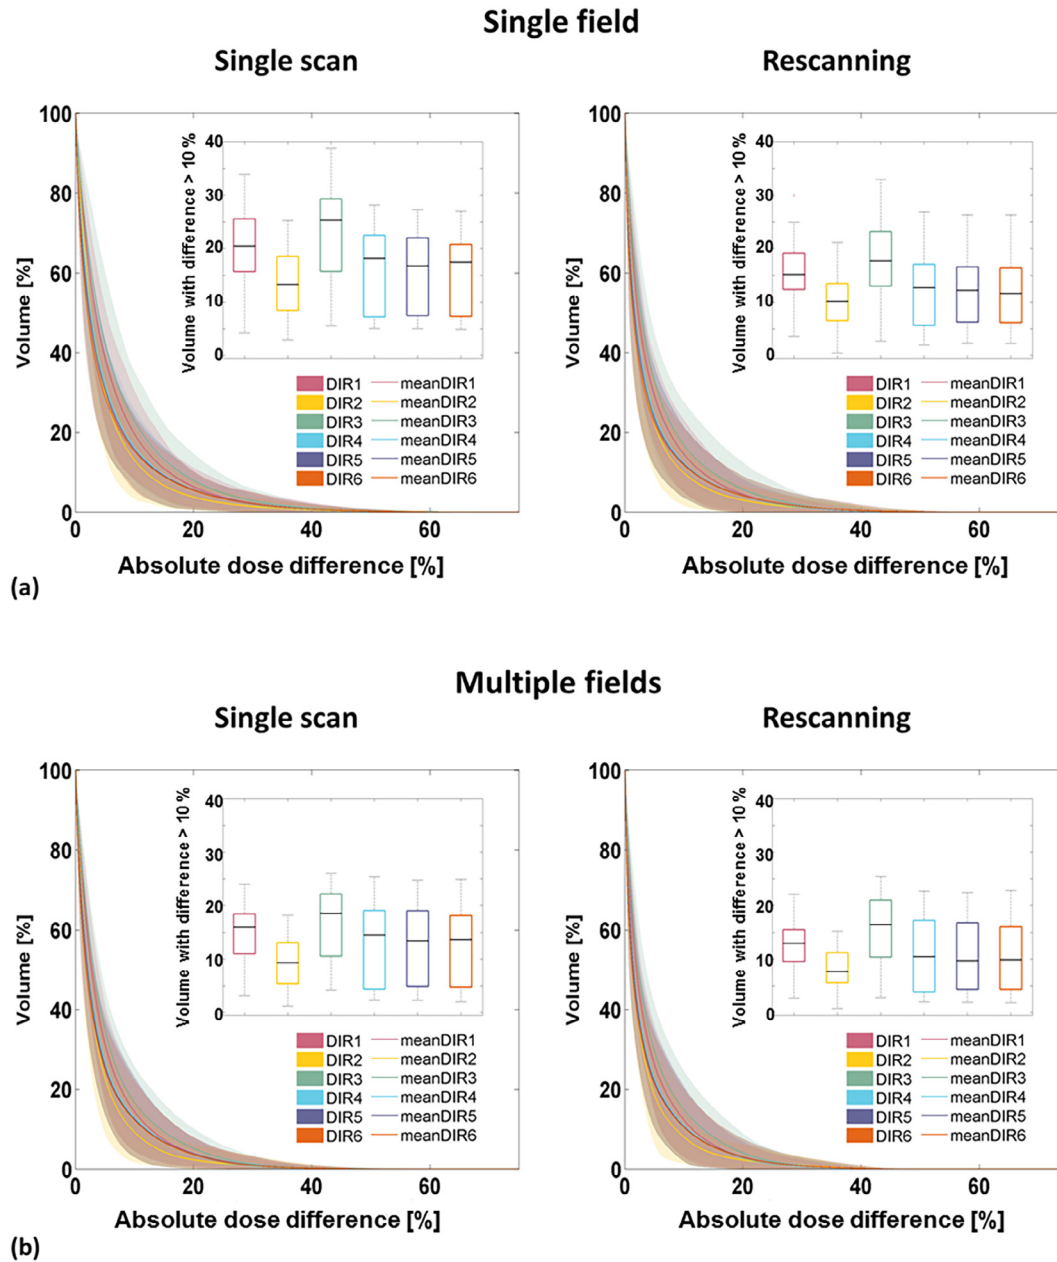 Single field
Single scan
Rescanning
100
80
60
40
20
0
0 20 40 60
Volume [%]
Absolute dose difference [%]
Volume with difference > 10 %
40
30
20
10
0
DIR1 meanDIR1
DIR2 meanDIR2
DIR3 meanDIR3
DIR4 meanDIR4
DIR5 meanDIR5
DIR6 meanDIR6
100
80
60
40
20
0
0 20 40 60
Volume [%]
Absolute dose difference [%]
Volume with difference > 10 %
40
30
20
10
0
DIR1 meanDIR1
DIR2 meanDIR2
DIR3 meanDIR3
DIR4 meanDIR4
DIR5 meanDIR5
DIR6 meanDIR6
(a)
Multiple fields
Single scan
Rescanning
100
80
60
40
20
0
0 20 40 60
Volume [%]
Absolute dose difference [%]
Volume with difference > 10 %
40
30
20
10
0
DIR1 meanDIR1
DIR2 meanDIR2
DIR3 meanDIR3
DIR4 meanDIR4
DIR5 meanDIR5
DIR6 meanDIR6
100
80
60
40
20
0
0 20 40 60
Volume [%]
Absolute dose difference [%]
Volume with difference > 10 %
40
30
20
10
0
DIR1 meanDIR1
DIR2 meanDIR2
DIR3 meanDIR3
DIR4 meanDIR4
DIR5 meanDIR5
DIR6 meanDIR6
(b)